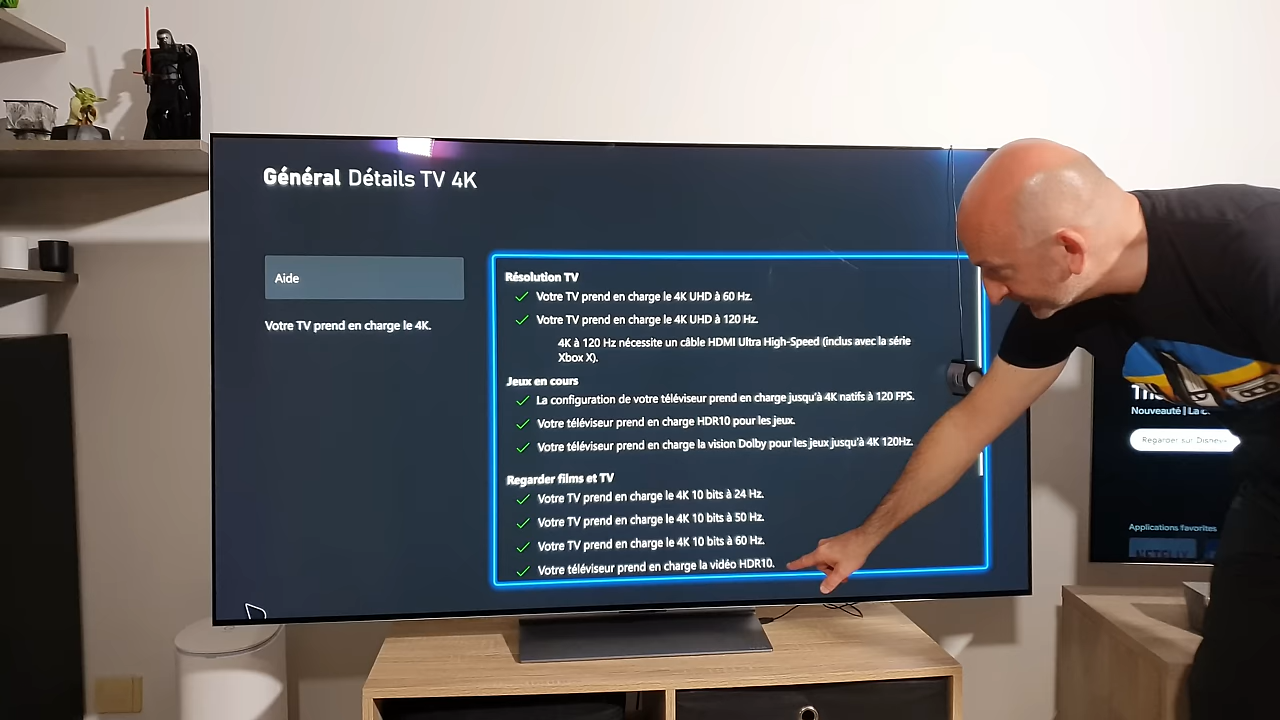 Général Détails TV 4K
Aide
Votre TV prend en charge le 4K.
Résolution TV
Votre TV prend en charge le 4K UHD à 60 Hz.
Votre TV prend en charge le 4K UHD à 120 Hz.
4K à 120 Hz nécessite un câble HDMI Ultra High-Speed (inclus avec la série
Xbox X).
Jeux en cours
La configuration de votre téléviseur prend en charge jusqu'à 4K natifs à 120 FPS.
Votre téléviseur prend en charge HDR10 pour les jeux.
Votre téléviseur prend en charge la vision Dolby pour les jeux jusqu'à 4K 120Hz.
Regarder films et TV
Votre TV prend en charge le 4K 10 bits à 24 Hz.
Votre TV prend en charge le 4K 10 bits à 50 Hz.
Votre TV prend en charge le 4K 10 bits à 60 Hz.
Votre téléviseur prend en charge la vidéo HDR10.
Nouveauté |
Regarder sur Disney+
Applications favorites
NETFLIX